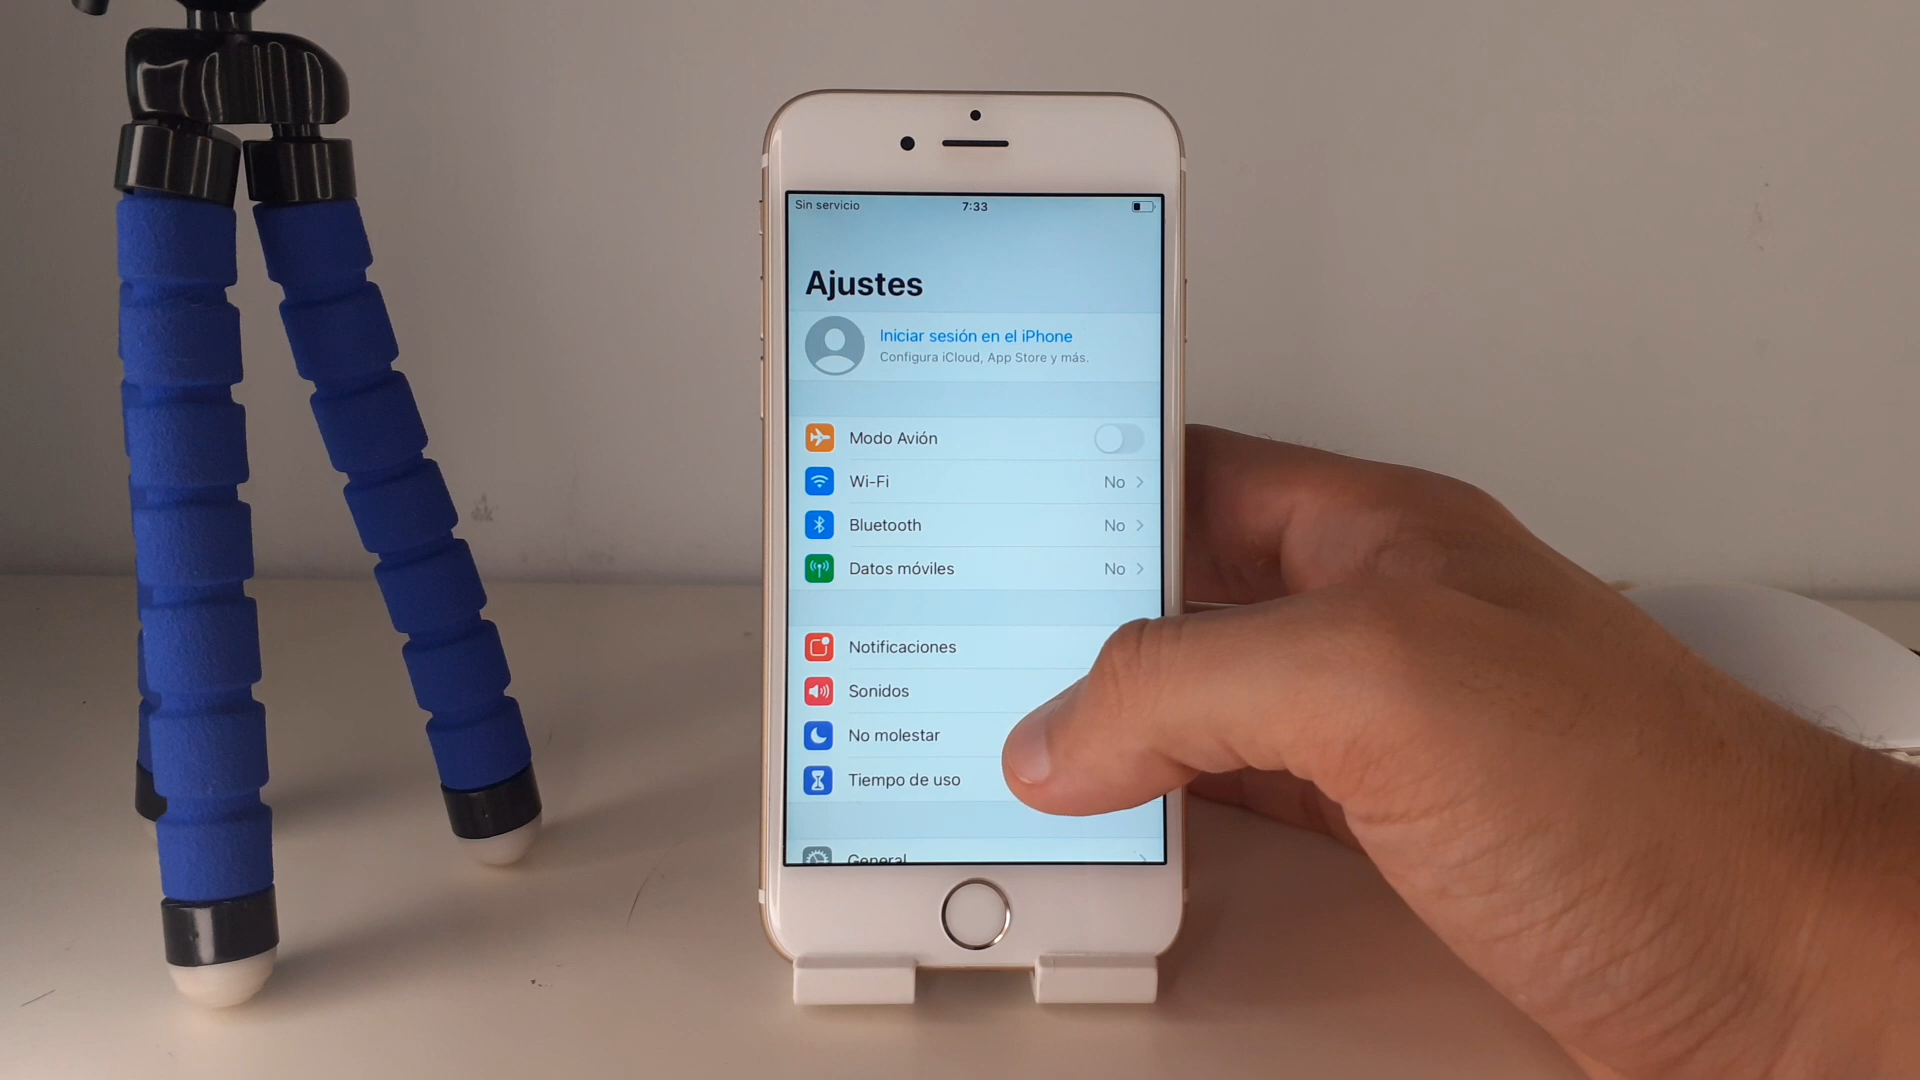 Sin servicio 7:33
Ajustes
Iniciar sesión en el iPhone
Configura iCloud, App Store y más.
Modo Avión
Wi-Fi No
Bluetooth No
Datos móviles No
Notificaciones
Sonidos
No molestar
Tiempo de uso
General